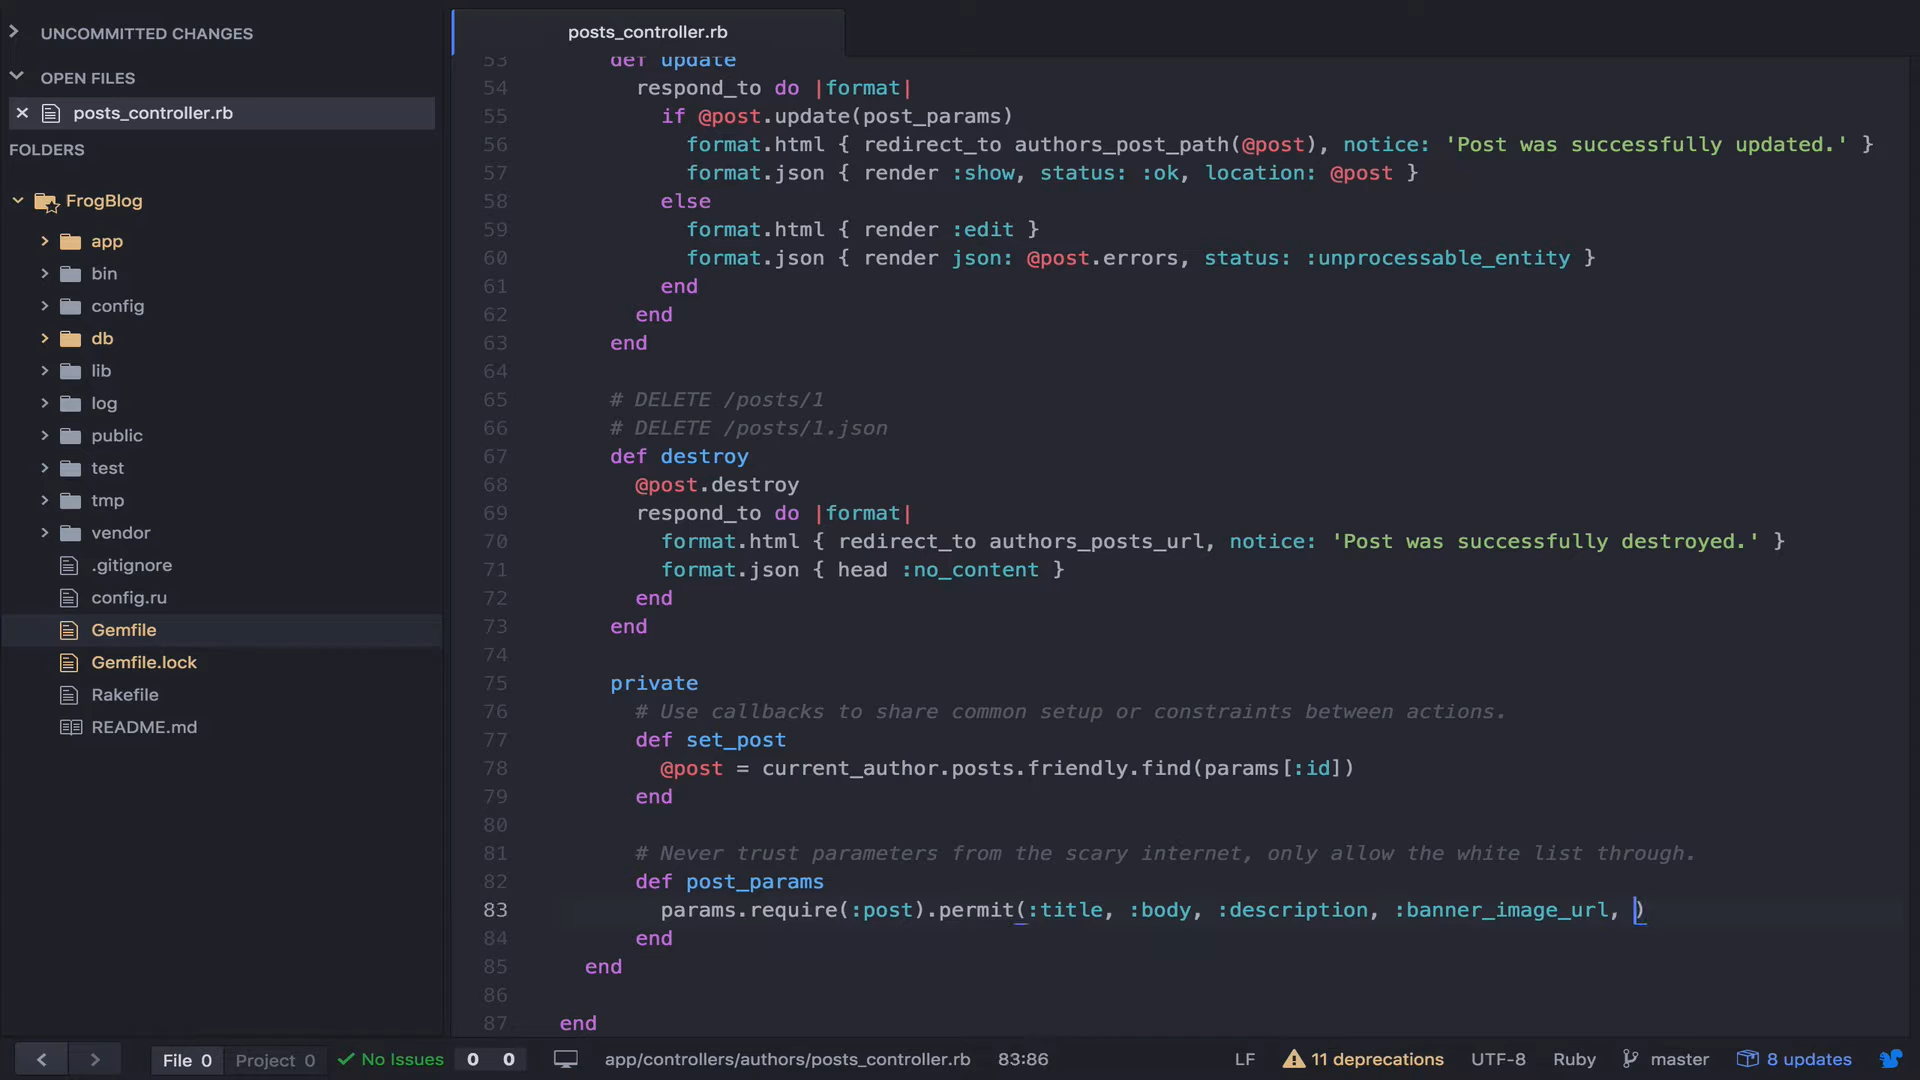 UNCOMMITTED CHANGES
OPEN FILES
posts_controller.rb
FOLDERS
FrogBlog
app
bin
config
db
lib
log
public
test
tmp
vendor
.gitignore
config.ru
Gemfile
Gemfile.lock
Rakefile
README.md
posts_controller.rb
53 def update
54 respond_to do |format|
55 if @post.update(post_params)
56 format.html { redirect_to authors_post_path(@post), notice: 'Post was successfully updated.' }
57 format.json { render :show, status: :ok, location: @post }
58 else
59 format.html { render :edit }
60 format.json { render json: @post.errors, status: :unprocessable_entity }
61 end
62 end
63 end
64
65 # DELETE /posts/1
66 # DELETE /posts/1.json
67 def destroy
68 @post.destroy
69 respond_to do |format|
70 format.html { redirect_to authors_posts_url, notice: 'Post was successfully destroyed.' }
71 format.json { head :no_content }
72 end
73 end
74
75 private
76 # Use callbacks to share common setup or constraints between actions.
77 def set_post
78 @post = current_author.posts.friendly.find(params[:id])
79 end
80
81 # Never trust parameters from the scary internet, only allow the white list through.
82 def post_params
83 params.require(:post).permit(:title, :body, :description, :banner_image_url, )
84 end
85 end
86
87 end
File 0 Project 0 No Issues 0 0 app/controllers/authors/posts_controller.rb 83:86 LF 11 deprecations UTF-8 Ruby master 8 updates